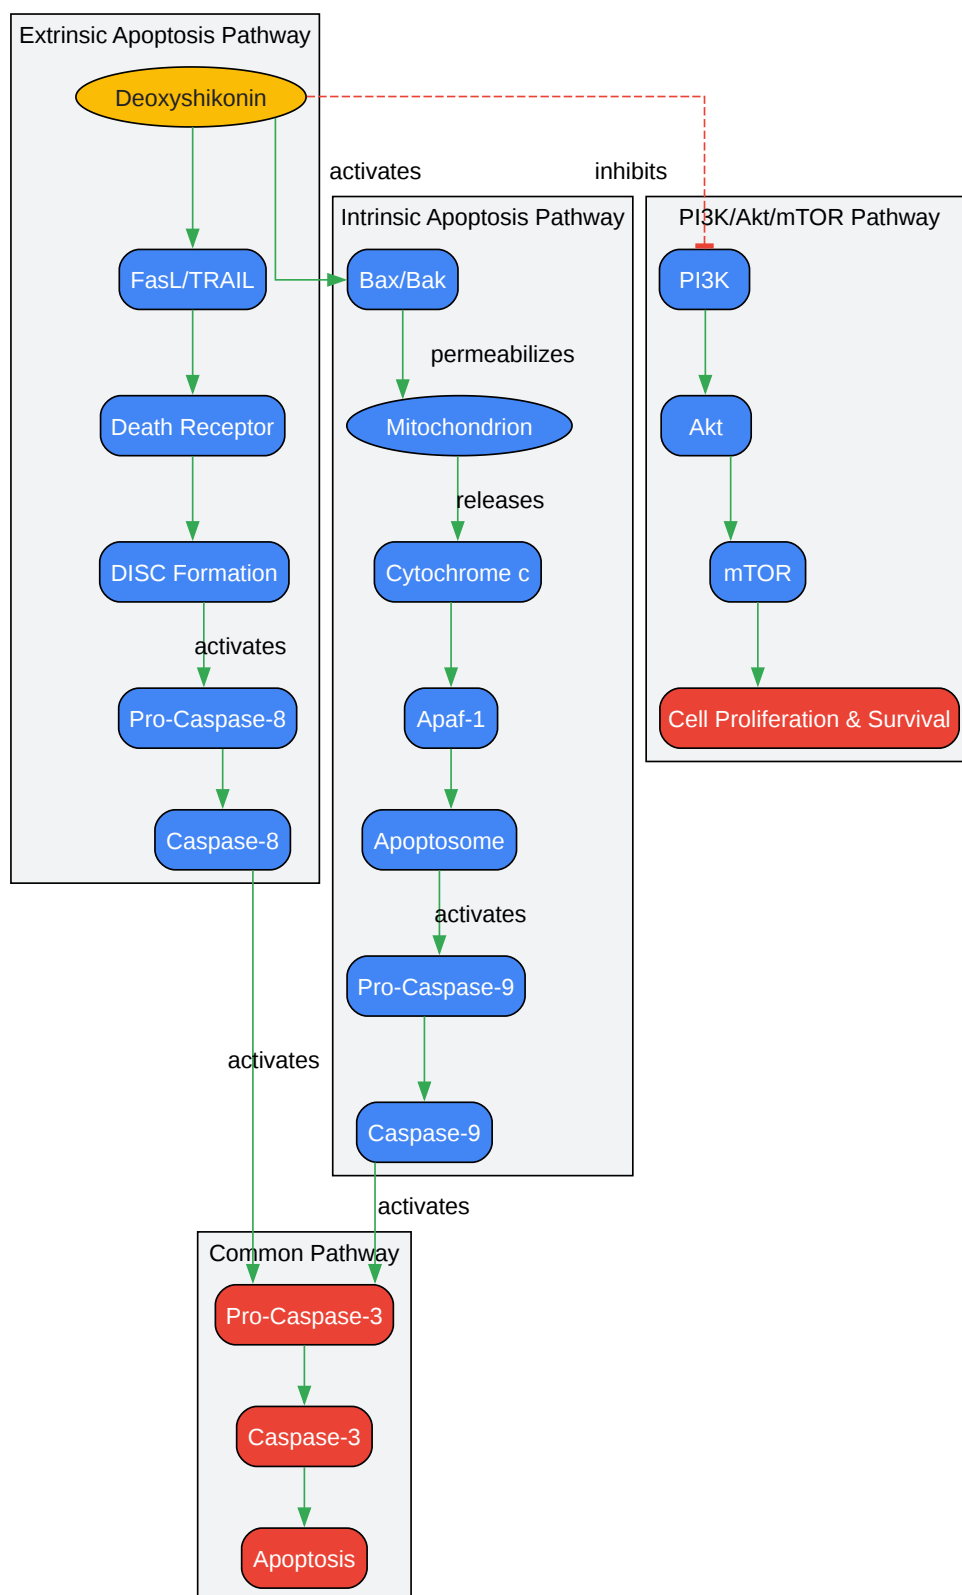 Extrinsic Apoptosis Pathway
Deoxyshikonin
activates
inhibits
Intrinsic Apoptosis Pathway
PI3K/Akt/mTOR Pathway
FasL/TRAIL
Bax/Bak
PI3K
permeabilizes
Death Receptor
Mitochondrion
Akt
releases
DISC Formation
Cytochrome c
mTOR
activates
Pro-Caspase-8
Apaf-1
Cell Proliferation & Survival
Caspase-8
Apoptosome
activates
Pro-Caspase-9
activates
Caspase-9
activates
Common Pathway
Pro-Caspase-3
Caspase-3
Apoptosis